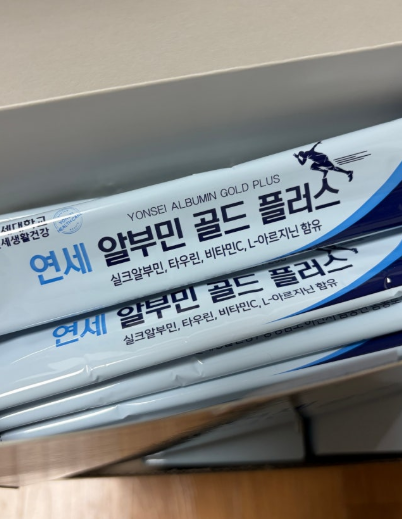 세대학교
세생활건강
YONSEI ALBUMIN GOLD PLUS
연세 알부민 골드 플러스
실크알부민, 타우린, 비타민C, L-아르지닌 함유
연세 알부민 골드 플러스
실크알부민, 타우린, 비타민C, L-아르지닌 함유